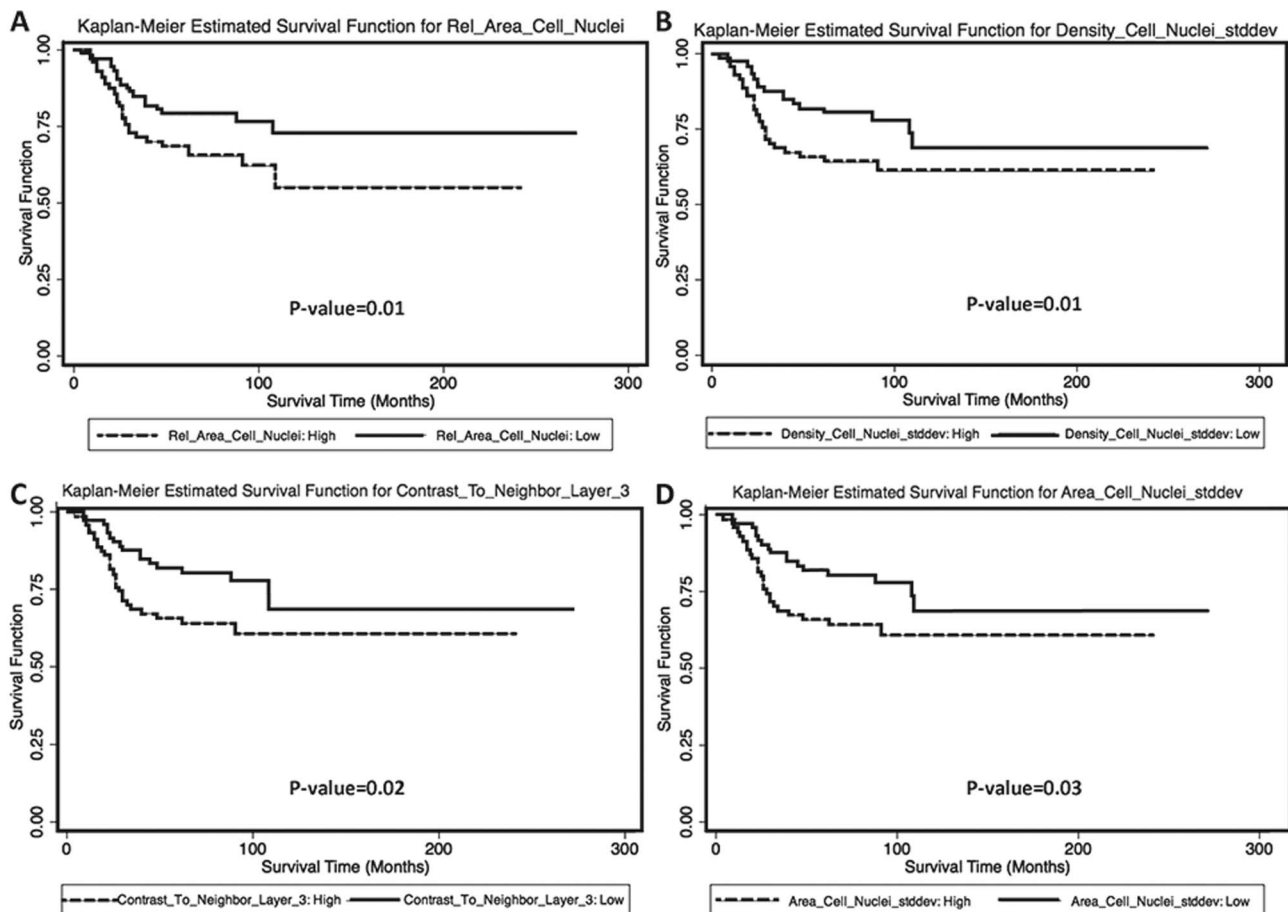 A
Kaplan-Meier Estimated Survival Function for Rel_Area_Cell_Nuclei
Survival Function
1.00
0.75
0.50
0.25
0.00
P-value=0.01
0 100 200 300
Survival Time (Months)
Rel_Area_Cell_Nuclei: High Rel_Area_Cell_Nuclei: Low
B
Kaplan-Meier Estimated Survival Function for Density_Cell_Nuclei_stddev
Survival Function
1.00
0.75
0.50
0.25
0.00
P-value=0.01
0 100 200 300
Survival Time (Months)
Density_Cell_Nuclei_stddev: High Density_Cell_Nuclei_stddev: Low
C
Kaplan-Meier Estimated Survival Function for Contrast_To_Neighbor_Layer_3
Survival Function
1.00
0.75
0.50
0.25
0.00
P-value=0.02
0 100 200 300
Survival Time (Months)
Contrast_To_Neighbor_Layer_3: High Contrast_To_Neighbor_Layer_3: Low
D
Kaplan-Meier Estimated Survival Function for Area_Cell_Nuclei_stddev
Survival Function
1.00
0.75
0.50
0.25
0.00
P-value=0.03
0 100 200 300
Survival Time (Months)
Area_Cell_Nuclei_stddev: High Area_Cell_Nuclei_stddev: Low